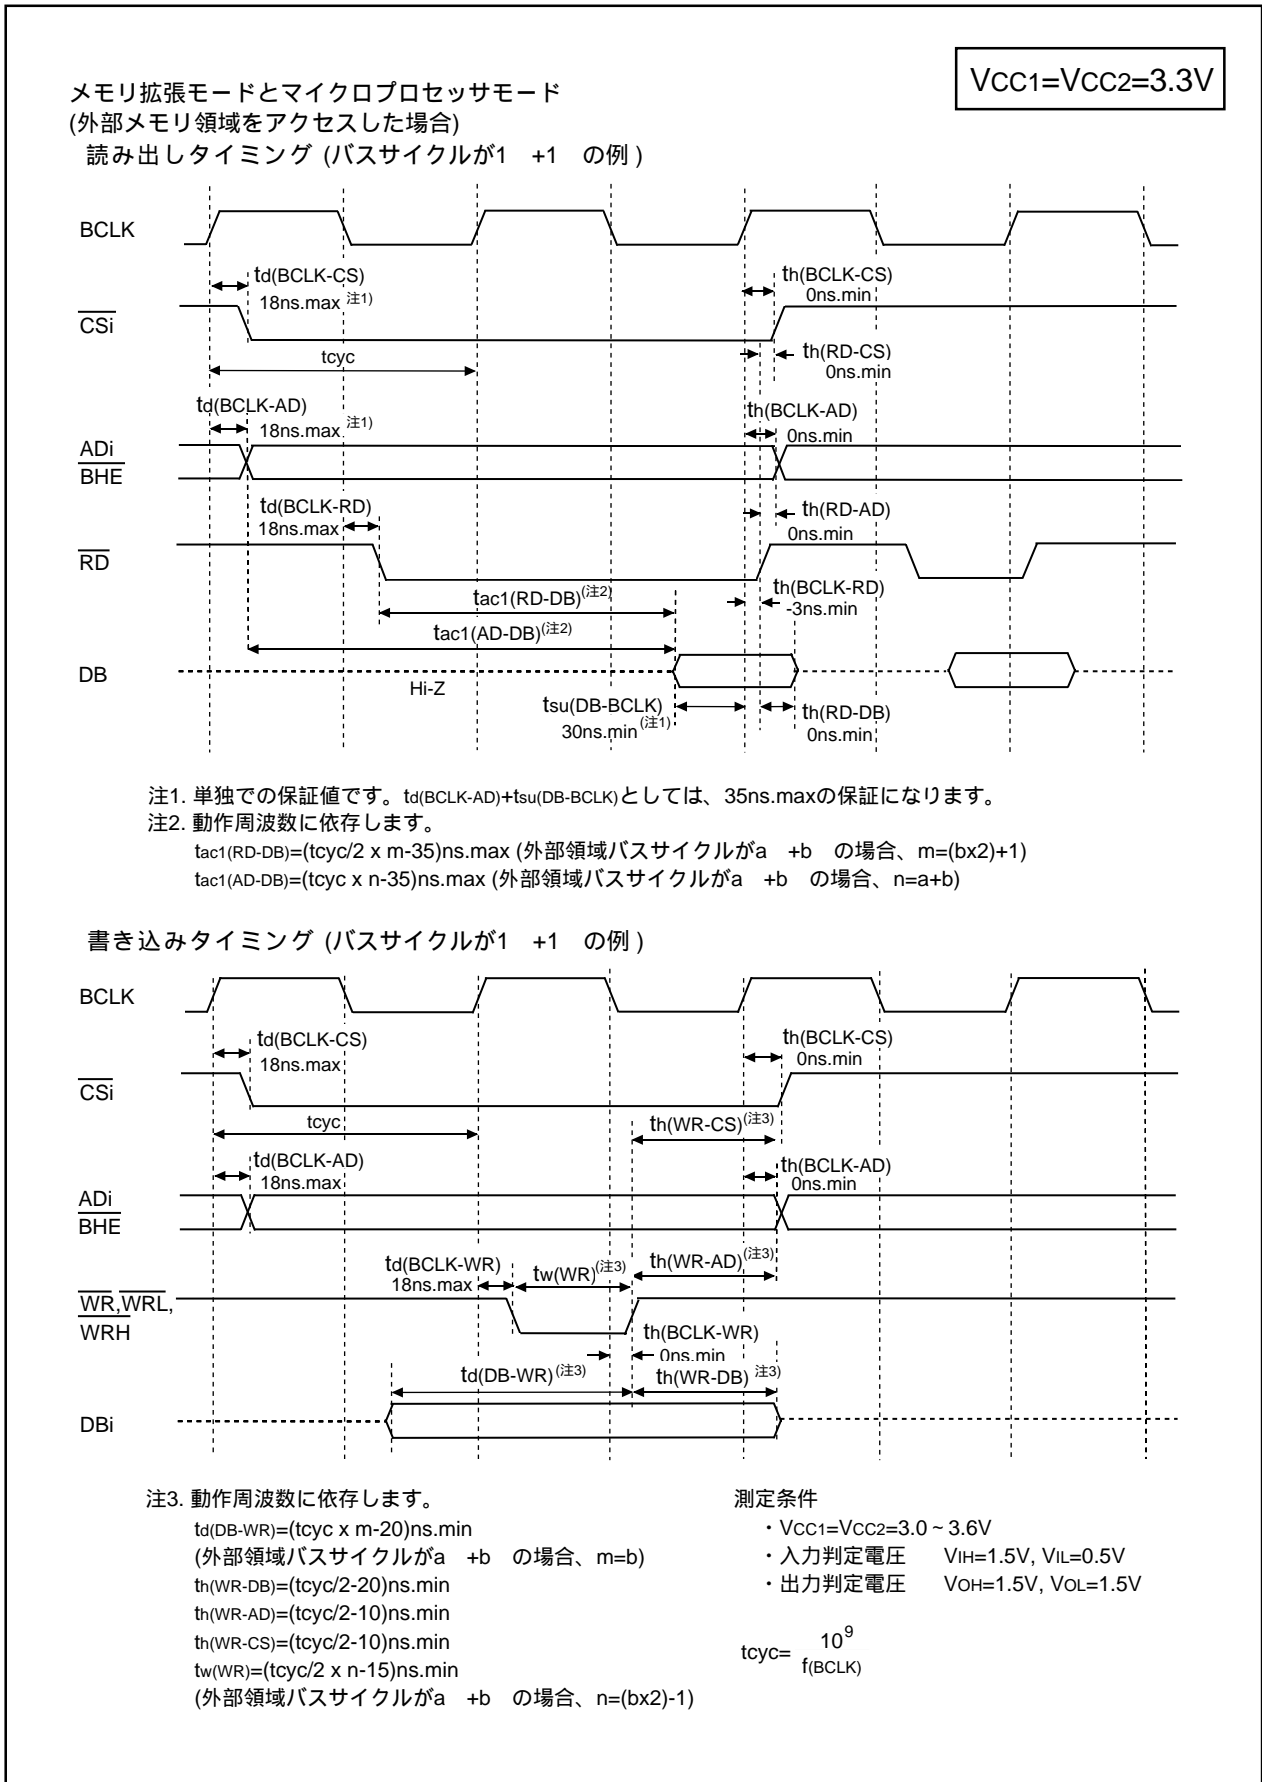 VCC1=VCC2=3.3V
メモリ拡張モードとマイクロプロセッサモード
(外部メモリ領域をアクセスした場合)
読み出しタイミング (バスサイクルが1 +1 の例 )
BCLK
td(BCLK-CS)
18ns.max 注1)
th(BCLK-CS)
0ns.min
CSi
tcyc
th(RD-CS)
0ns.min
td(BCLK-AD)
18ns.max 注1)
th(BCLK-AD)
0ns.min
ADi
BHE
td(BCLK-RD)
18ns.max
th(RD-AD)
0ns.min
RD
tac1(RD-DB)(注2)
th(BCLK-RD)
-3ns.min
tac1(AD-DB)(注2)
DB
Hi-Z
tsu(DB-BCLK)
30ns.min(注1)
th(RD-DB)
0ns.min
注1. 単独での保証値です。td(BCLK-AD)+tsu(DB-BCLK)としては、35ns.maxの保証になります。
注2. 動作周波数に依存します。
tac1(RD-DB)=(tcyc/2 x m-35)ns.max (外部領域バスサイクルがa +b の場合、m=(bx2)+1)
tac1(AD-DB)=(tcyc x n-35)ns.max (外部領域バスサイクルがa +b の場合、n=a+b)
書き込みタイミング (バスサイクルが1 +1 の例 )
BCLK
td(BCLK-CS)
18ns.max
th(BCLK-CS)
0ns.min
CSi
tcyc
th(WR-CS)(注3)
td(BCLK-AD)
18ns.max
th(BCLK-AD)
0ns.min
ADi
BHE
td(BCLK-WR)
18ns.max
tw(WR)(注3)
th(WR-AD)(注3)
WR,WRL,
WRH
th(BCLK-WR)
0ns.min
td(DB-WR)(注3)
th(WR-DB) 注3)
DBi
注3. 動作周波数に依存します。
td(DB-WR)=(tcyc x m-20)ns.min
(外部領域バスサイクルがa +b の場合、m=b)
th(WR-DB)=(tcyc/2-20)ns.min
th(WR-AD)=(tcyc/2-10)ns.min
th(WR-CS)=(tcyc/2-10)ns.min
tw(WR)=(tcyc/2 x n-15)ns.min
(外部領域バスサイクルがa +b の場合、n=(bx2)-1)
測定条件
・VCC1=VCC2=3.0~3.6V
・入力判定電圧 VIH=1.5V, VIL=0.5V
・出力判定電圧 VOH=1.5V, VOL=1.5V
tcyc= 10^9
f(BCLK)